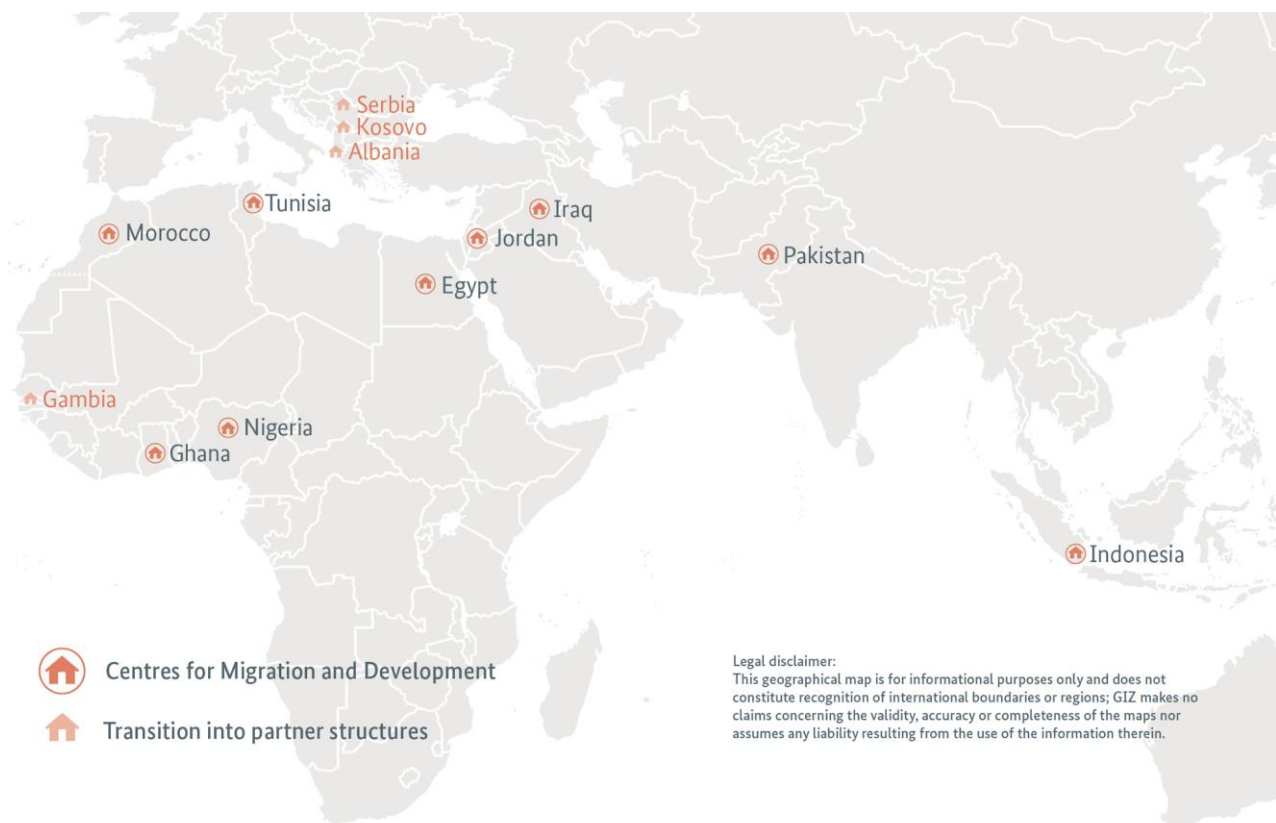 Serbia
Kosovo
Albania
Tunisia
Morocco
Iraq
Jordan
Egypt
Pakistan
Gambia
Nigeria
Ghana
Indonesia
Centres for Migration and Development
Transition into partner structures
Legal disclaimer:
This geographical map is for informational purposes only and does not
constitute recognition of international boundaries or regions; GIZ makes no
claims concerning the validity, accuracy or completeness of the maps nor
assumes any liability resulting from the use of the information therein.